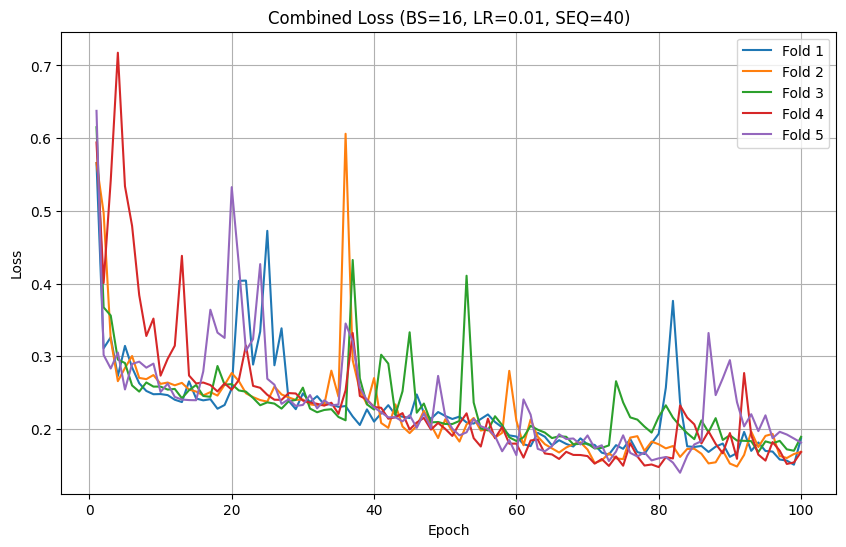 Combined Loss (BS=16, LR=0.01, SEQ=40)
Fold 1
Fold 2
Fold 3
Fold 4
Fold 5
Loss
0.7
0.6
0.5
0.4
0.3
0.2
0 20 40 60 80 100
Epoch